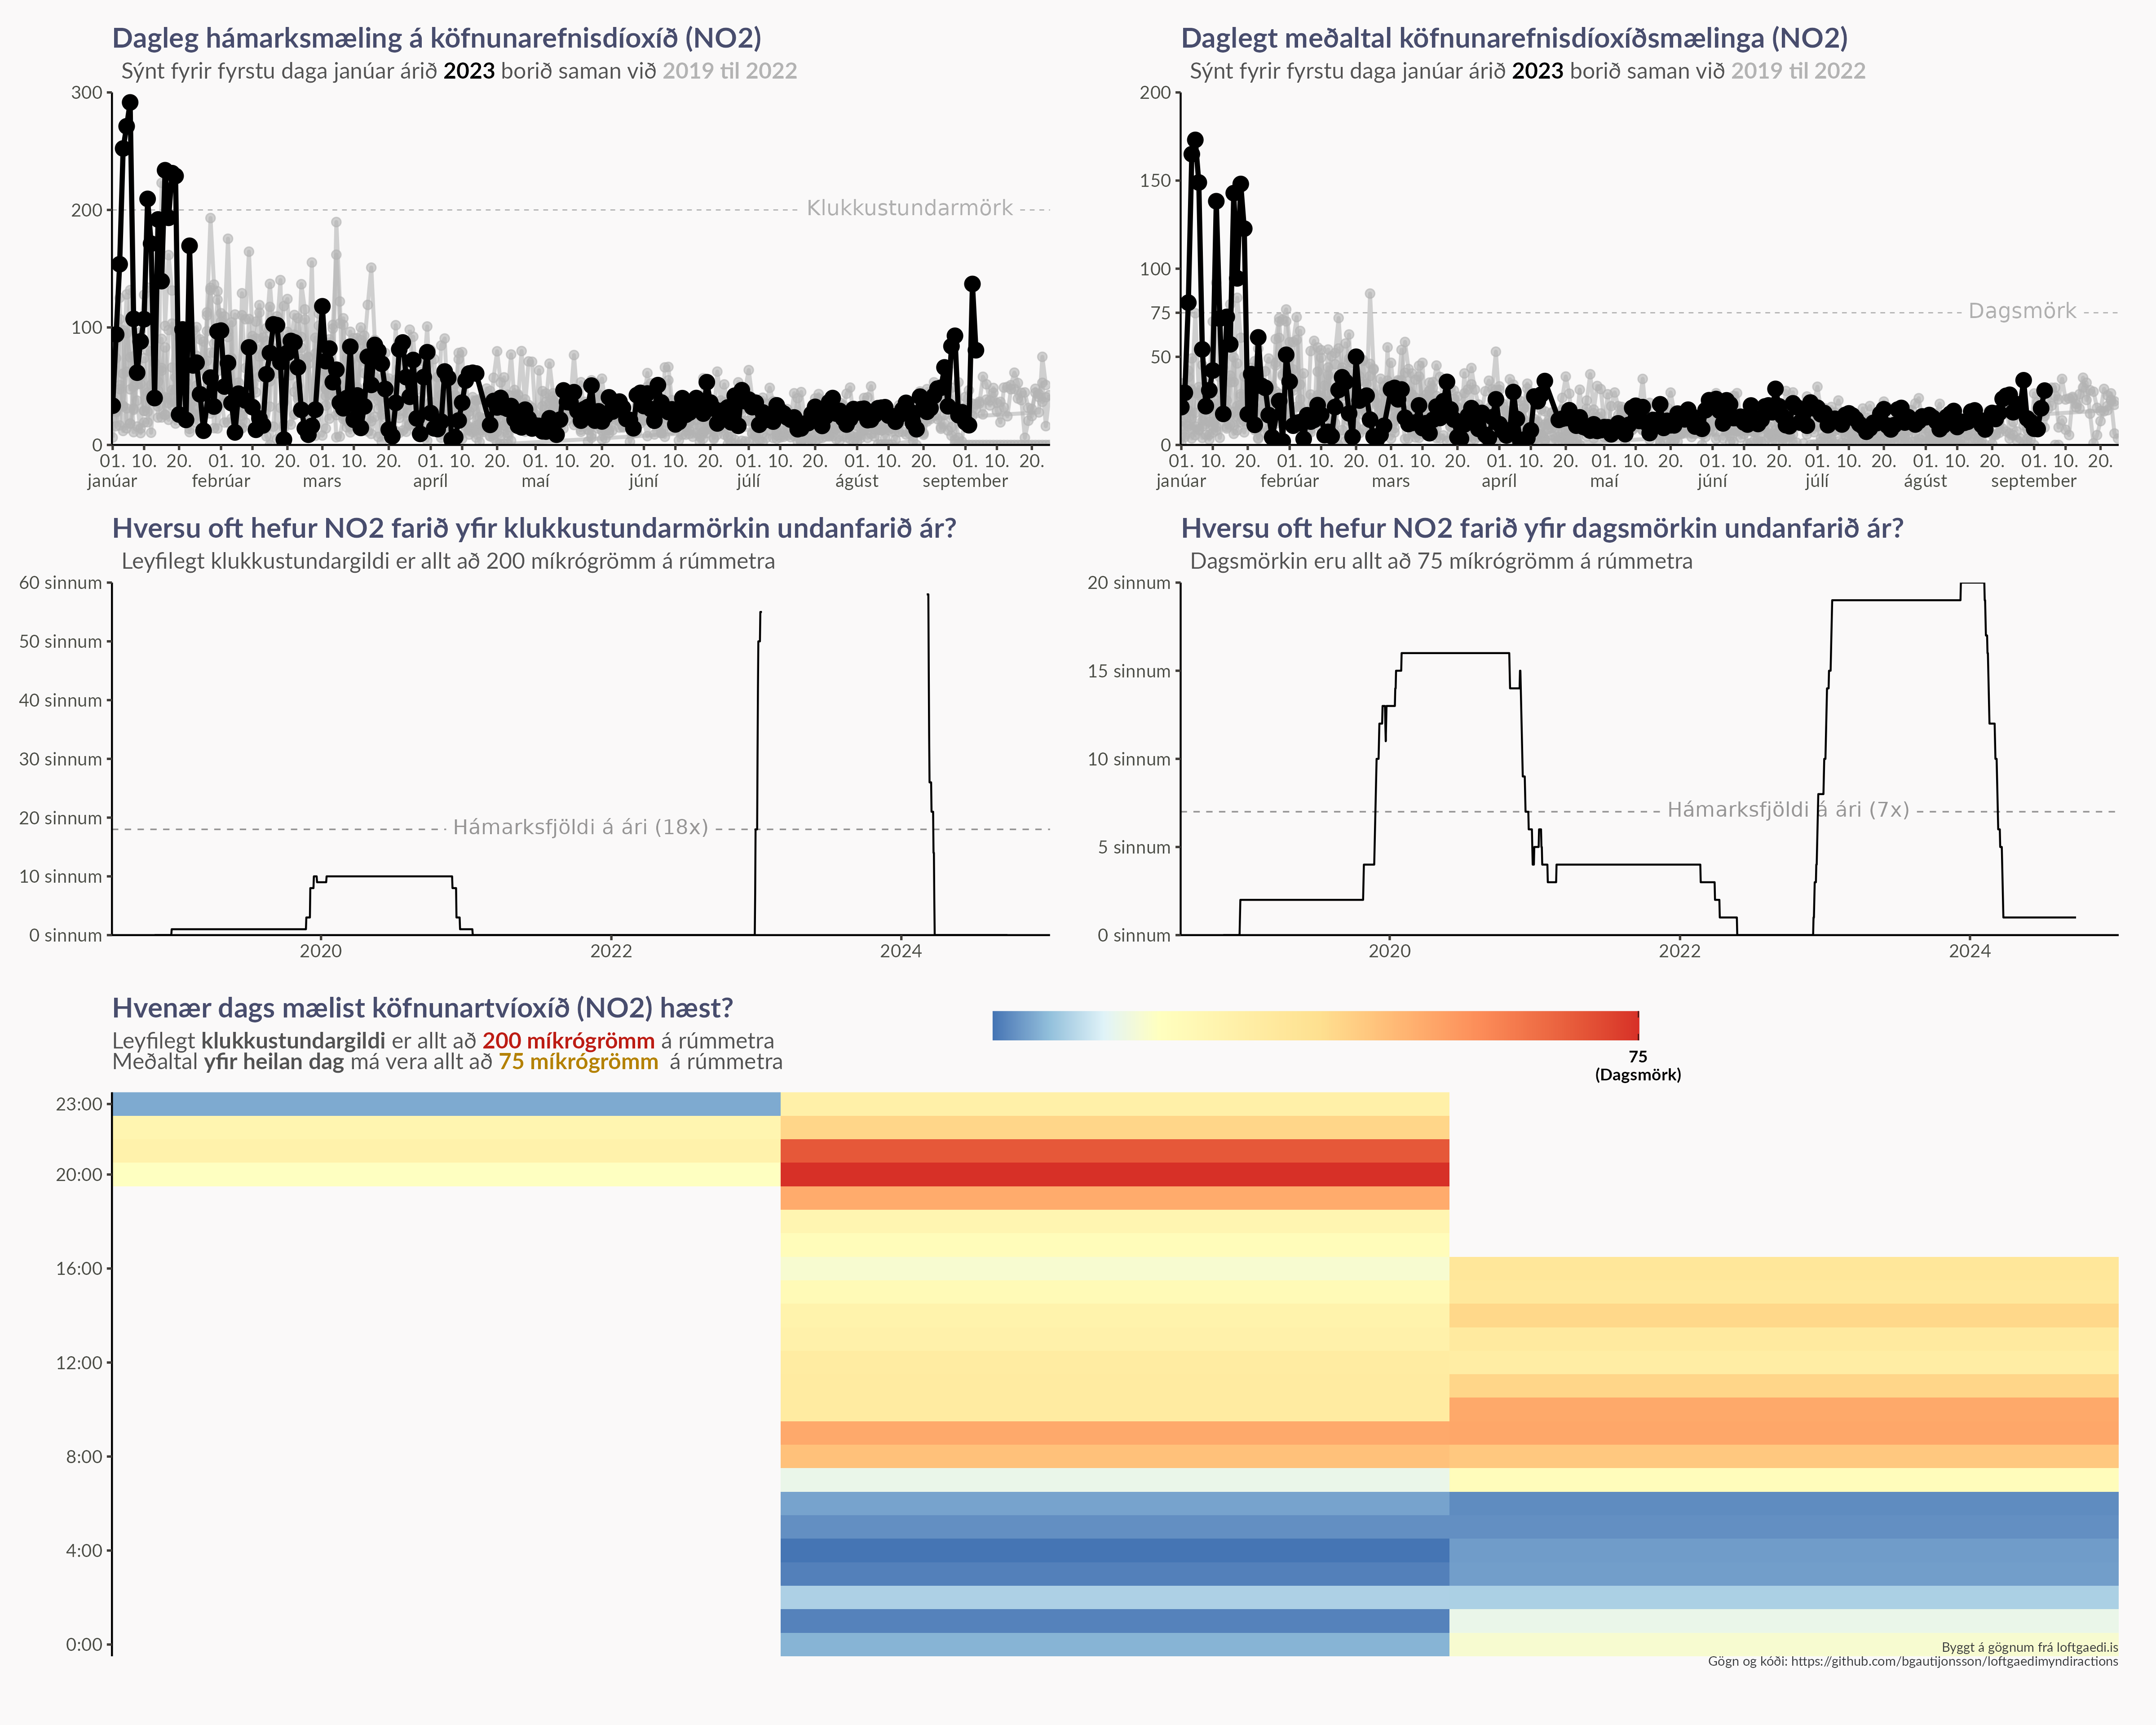 Dagleg hámarksmæling á köfnunarefnisdíoxíð (NO2)
Sýnt fyrir fyrstu daga janúar árið 2023 borið saman við 2019 til 2022
300
200
100
0
Klukkustundarmörk
01. 10. 20. 01. 10. 20. 01. 10. 20. 01. 10. 20. 01. 10. 20. 01. 10. 20. 01. 10. 20. 01. 10. 20. 01. 10. 20.
janúar febrúar mars apríl maí júní júlí ágúst september
Daglegt meðaltal köfnunarefnisdíoxíðsmælinga (NO2)
Sýnt fyrir fyrstu daga janúar árið 2023 borið saman við 2019 til 2022
200
150
100
75
50
0
Dagsmörk
01. 10. 20. 01. 10. 20. 01. 10. 20. 01. 10. 20. 01. 10. 20. 01. 10. 20. 01. 10. 20. 01. 10. 20. 01. 10. 20.
janúar febrúar mars apríl maí júní júlí ágúst september
Hversu oft hefur NO2 farið yfir klukkustundarmörkin undanfarið ár?
Leyfilegt klukkustundargildi er allt að 200 míkrógrömm á rúmmetra
60 sinnum
50 sinnum
40 sinnum
30 sinnum
20 sinnum
10 sinnum
0 sinnum
Hámarksfjöldi á ári (18x)
2020 2022 2024
Hversu oft hefur NO2 farið yfir dagsmörkin undanfarið ár?
Dagsmörkin eru allt að 75 míkrógrömm á rúmmetra
20 sinnum
15 sinnum
10 sinnum
5 sinnum
0 sinnum
Hámarksfjöldi á ári (7x)
2020 2022 2024
Hvenær dags mælist köfnunartvíoxíð (NO2) hæst?
Leyfilegt klukkustundargildi er allt að 200 míkrógrömm á rúmmetra
Meðaltal yfir heilan dag má vera allt að 75 míkrógrömm á rúmmetra
75
(Dagsmörk)
23:00
20:00
16:00
12:00
8:00
4:00
0:00
Byggt á gögnum frá loftgaedi.is
Gögn og kóði: https://github.com/bgautijonsson/loftgaedimyndiractions